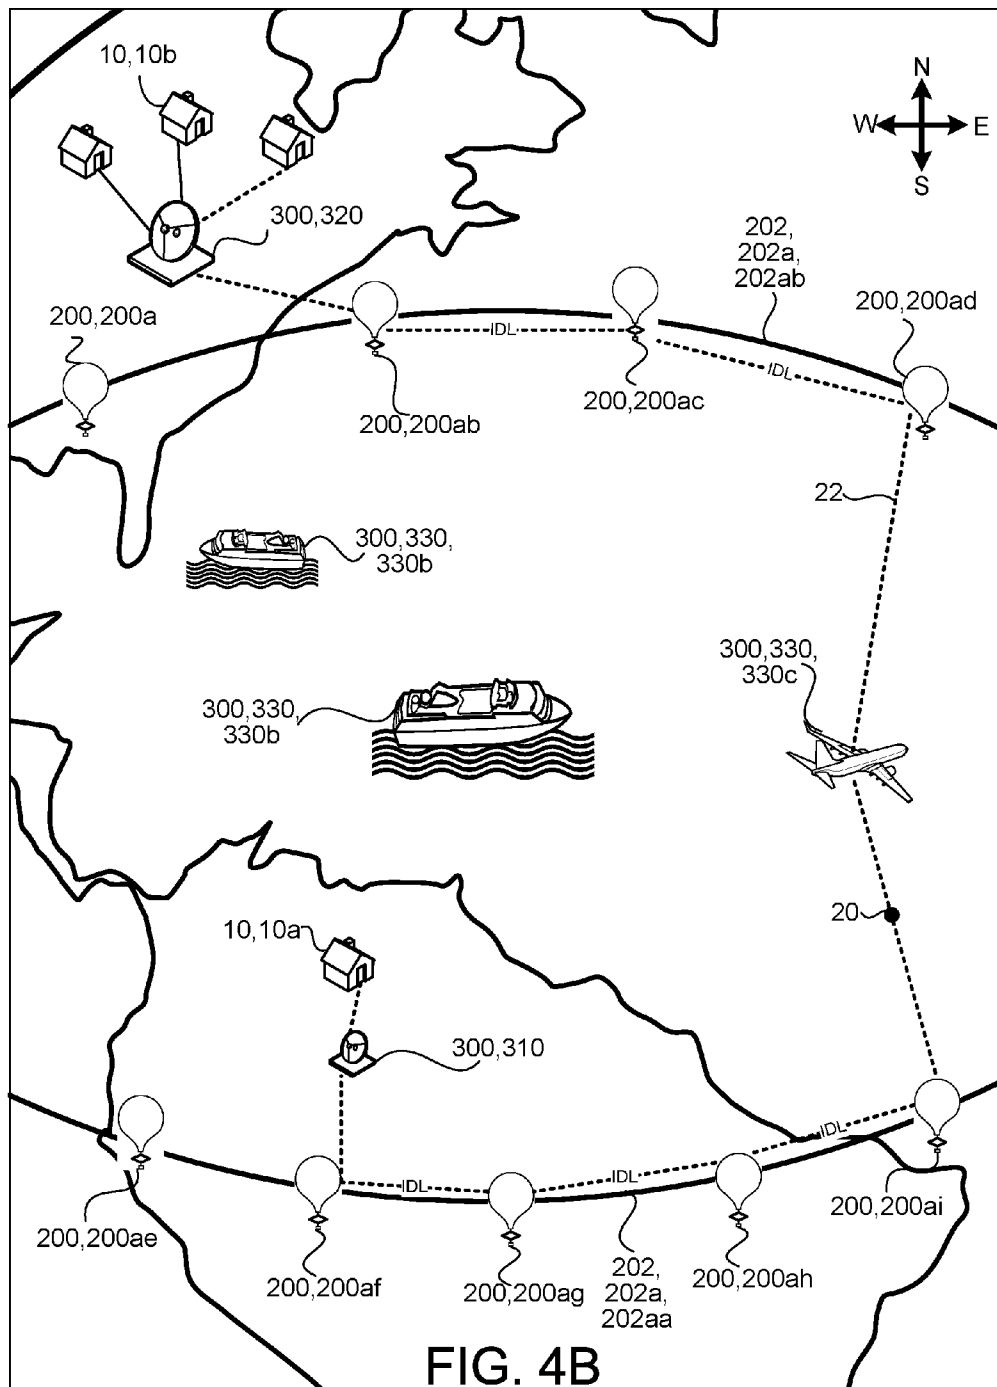 10,10b
N
W
E
S
300,320
202,
202a,
202ab
200,200a
200,200ad
IDL
IDL
200,200ab
200,200ac
22
300,330,
330b
300,330,
330c
300,330,
330b
20
10,10a
300,310
IDL
IDL
IDL
200,200ae
200,200af
200,200ag
202,
202a,
202aa
200,200ah
200,200ai
FIG. 4B